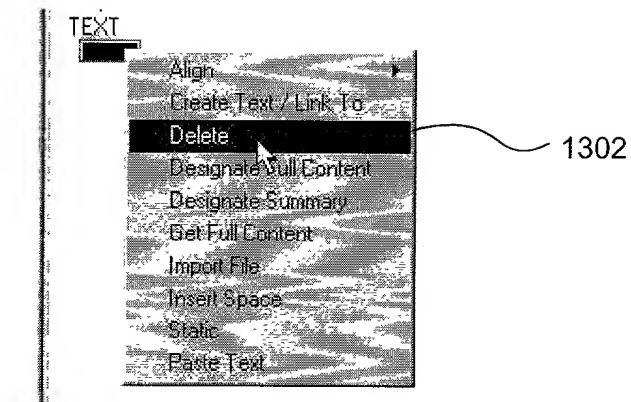 TEXT
Align
Create Text / Link To
Delete
1302
Designate Full Content
Designate Summary
Get Full Content
Import File
Insert Space
Static
Paste Text